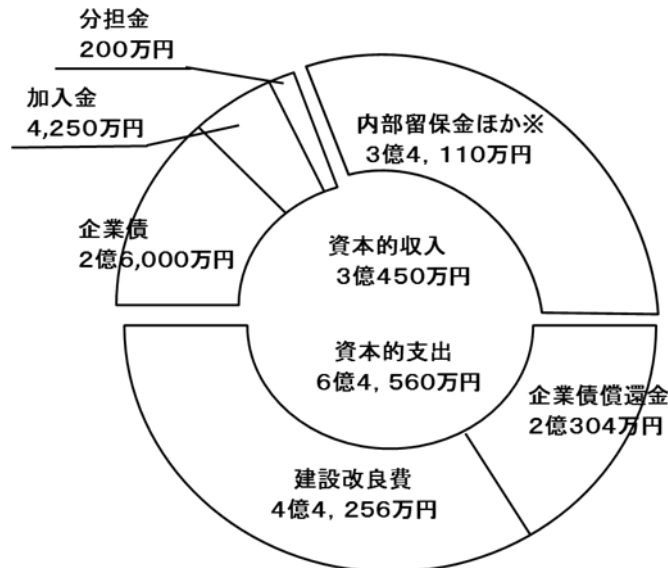 分担金
200万円
加入金
4,250万円
企業債
2億6,000万円
内部留保金ほか※
3億4, 110万円
資本的収入
3億450万円
資本的支出
6億4, 560万円
企業債償還金
2億304万円
建設改良費
4億4, 256万円